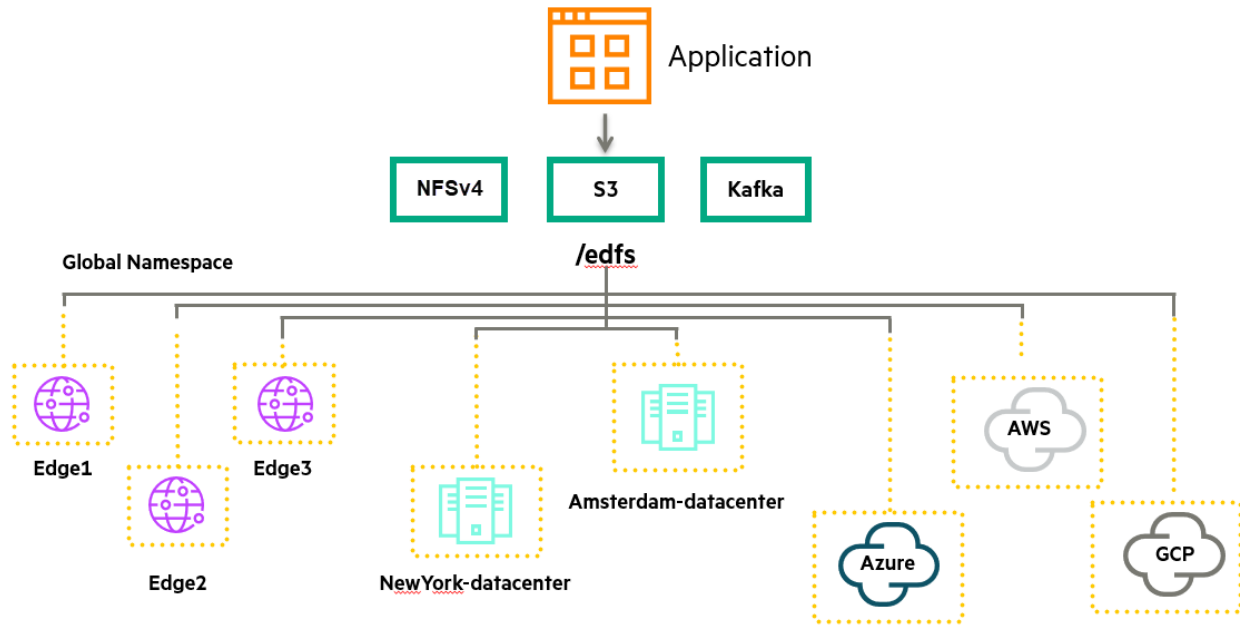 Application
NFSv4
S3
Kafka
/edfs
Global Namespace
Edge1
Edge3
Edge2
NewYork-datacenter
Amsterdam-datacenter
Azure
AWS
GCP